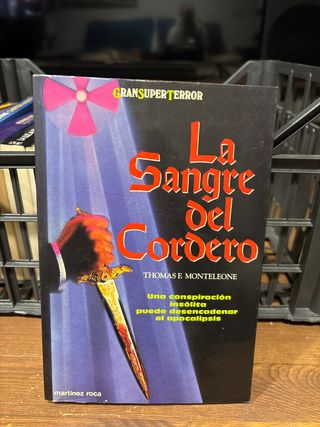 GRANSUPERTERROR
La
Sangre
del
Cordero
THOMAS F. MONTELEONE
Una conspiración
insólita
puede desencadenar
el apocalipsis
martínez roca